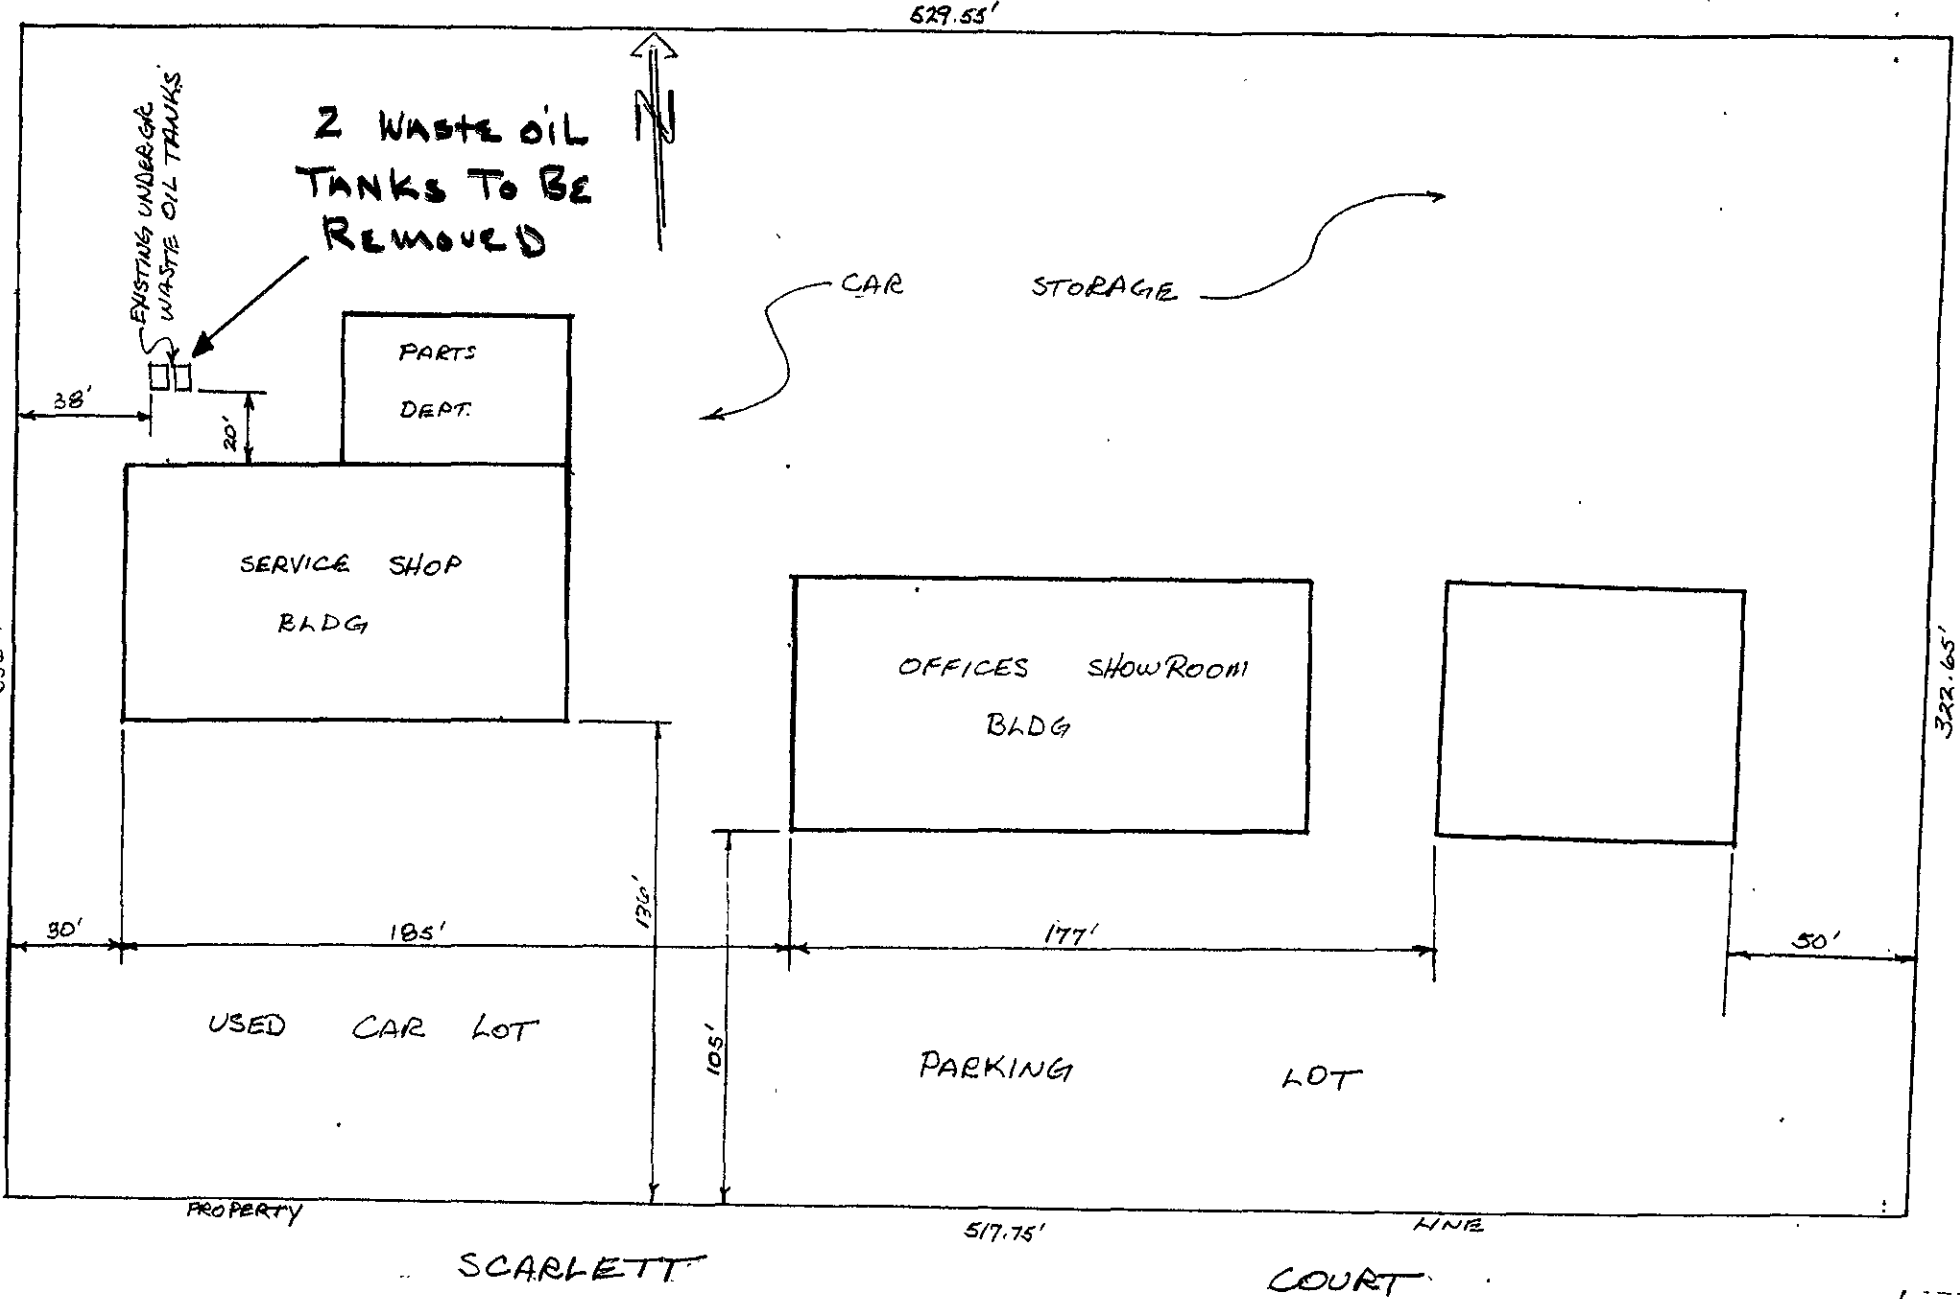 529.55'
EXISTING UNDERGR.
WASTE OIL TANKS
2 WASTE OIL
TANKS TO BE
REMOVED
N
CAR STORAGE
PARTS
DEPT.
38'
20'
SERVICE SHOP
BLDG
OFFICES SHOWROOM
BLDG
322.65'
136'
30'
185'
177'
50'
105'
USED CAR LOT
PARKING LOT
PROPERTY LINE
517.75'
SCARLETT COURT